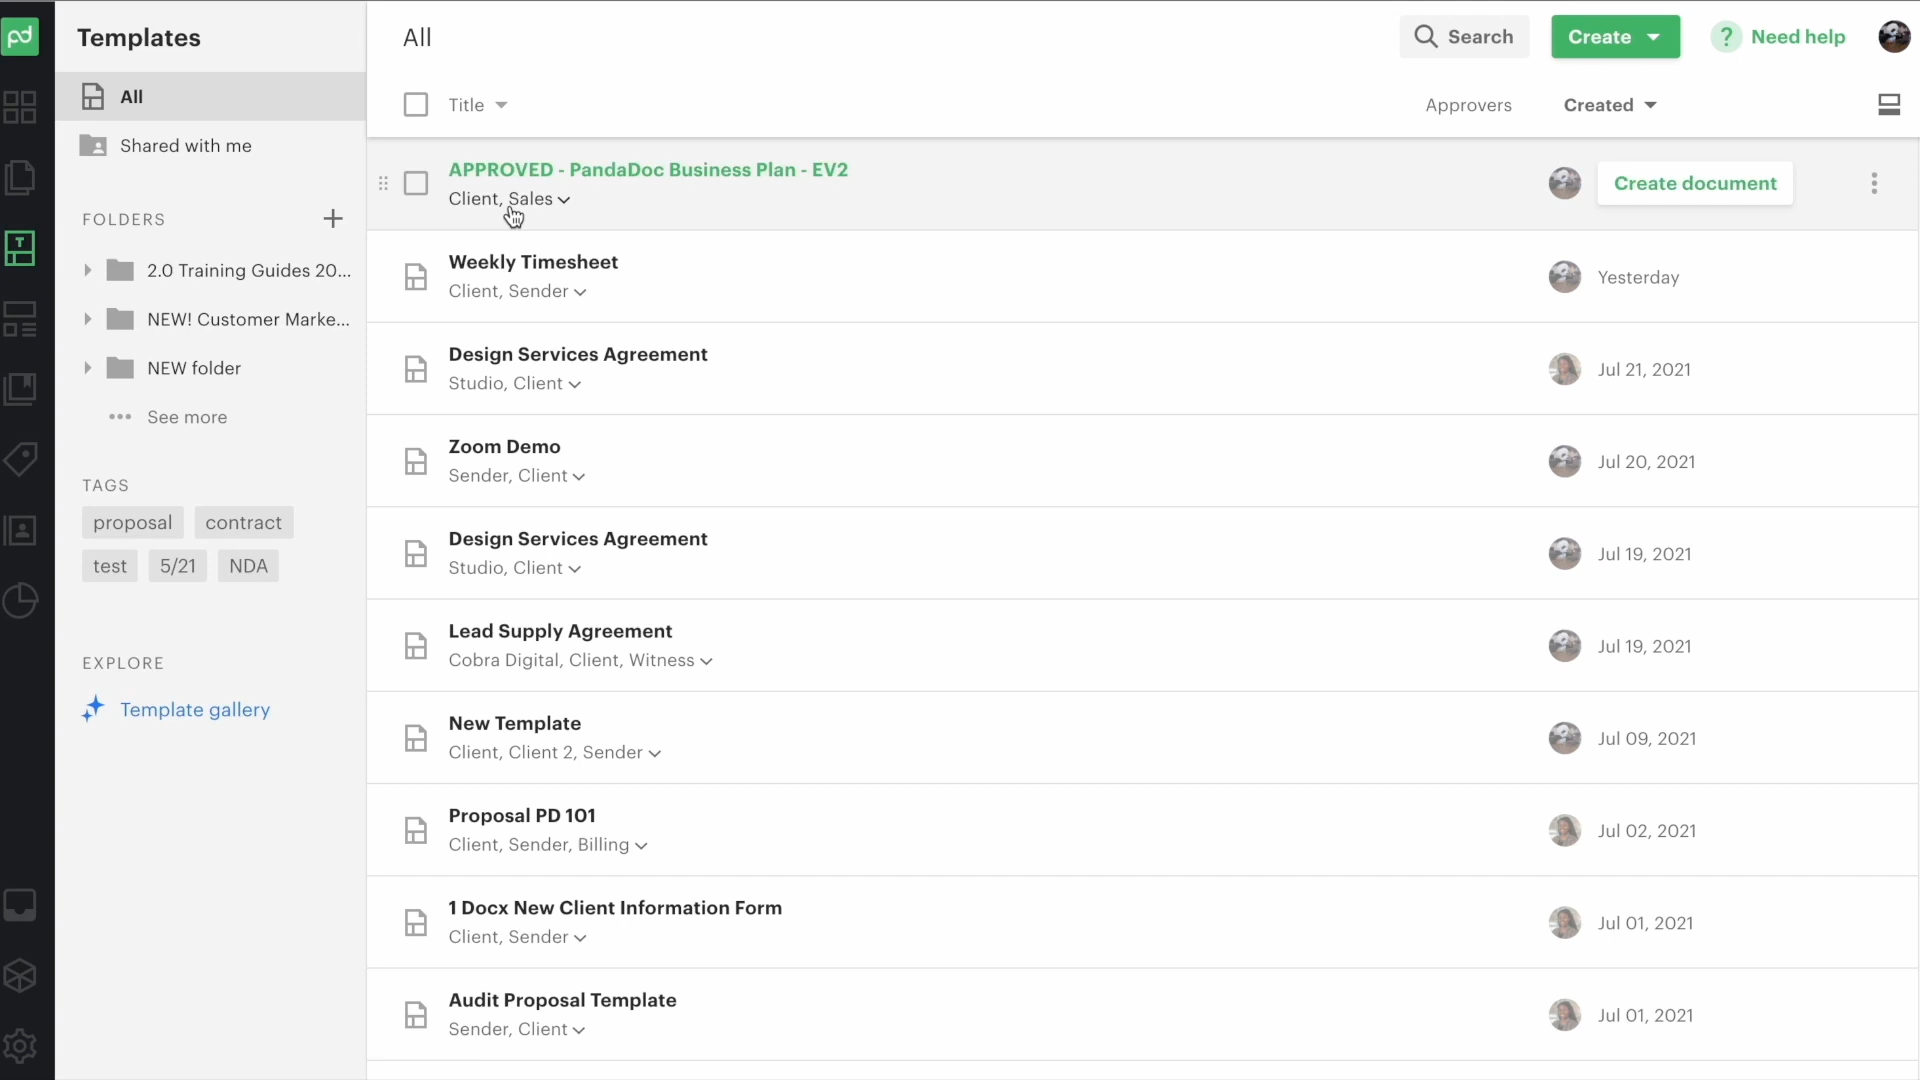 pd
Templates
All
Search
Create
? Need help
All
Title
Approvers
Created
Shared with me
APPROVED - PandaDoc Business Plan - EV2
Client, Sales
Create document
FOLDERS
Weekly Timesheet
Client, Sender
Yesterday
2.0 Training Guides 20...
NEW! Customer Marke...
NEW folder
See more
Design Services Agreement
Studio, Client
Jul 21, 2021
Zoom Demo
Sender, Client
Jul 20, 2021
TAGS
proposal
contract
test
5/21
NDA
Design Services Agreement
Studio, Client
Jul 19, 2021
Lead Supply Agreement
Cobra Digital, Client, Witness
Jul 19, 2021
EXPLORE
Template gallery
New Template
Client, Client 2, Sender
Jul 09, 2021
Proposal PD 101
Client, Sender, Billing
Jul 02, 2021
1 Docx New Client Information Form
Client, Sender
Jul 01, 2021
Audit Proposal Template
Sender, Client
Jul 01, 2021